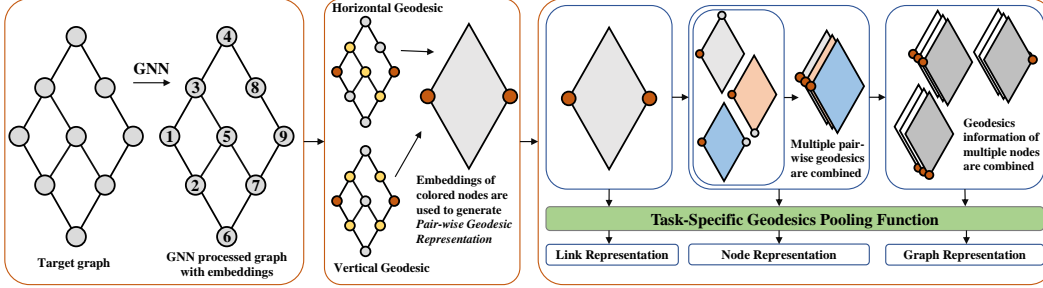 GNN
4
3
8
1
5
9
2
7
6
Target graph
GNN processed graph
with embeddings
Horizontal Geodesic
Embeddings of
colored nodes are
used to generate
Pair-wise Geodesic
Representation
Vertical Geodesic
Multiple pair-
wise geodesics
are combined
Geodesics
information of
multiple nodes
are combined
Task-Specific Geodesics Pooling Function
Link Representation
Node Representation
Graph Representation